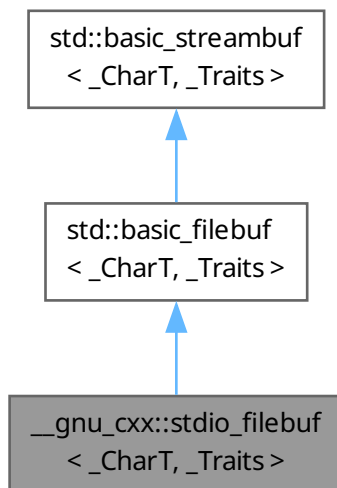 std::basic_streambuf
< _CharT, _Traits >
std::basic_filebuf
< _CharT, _Traits >
__gnu_cxx::stdio_filebuf
< _CharT, _Traits >